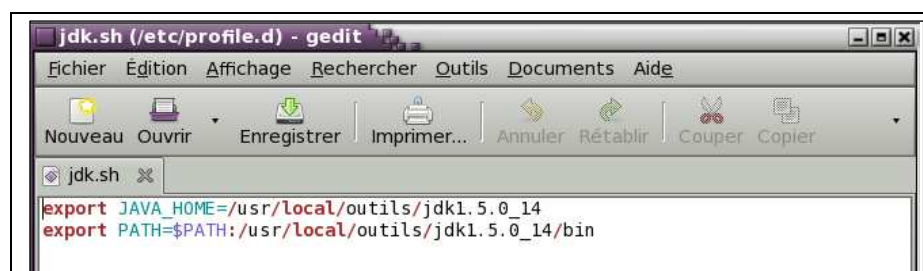 jdk.sh (/etc/profile.d) - gedit
Fichier Édition Affichage Rechercher Outils Documents Aide
Nouveau Ouvrir Enregistrer Imprimer... Annuler Rétablir Couper Copier
jdk.sh
export JAVA_HOME=/usr/local/outils/jdk1.5.0_14
export PATH=$PATH:/usr/local/outils/jdk1.5.0_14/bin